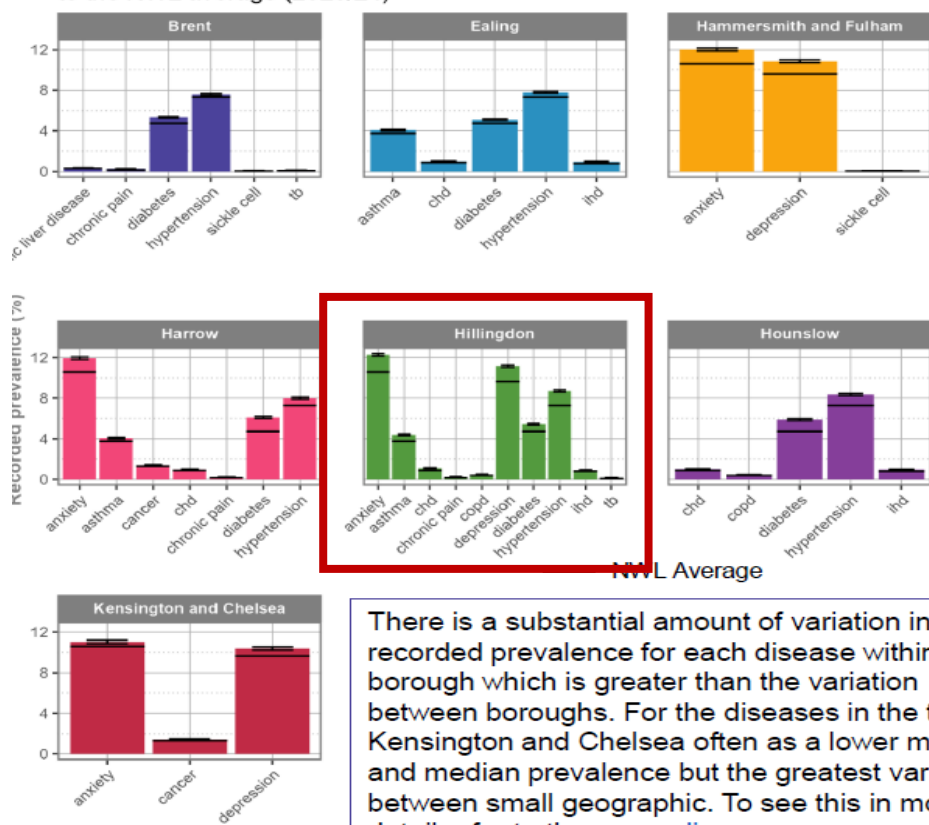 Brent Ealing Hammersmith and Fulham
12
8
4
0
liver disease chronic pain diabetes hypertension sickle cell tb
asthma chd diabetes hypertension ihd
anxiety depression sickle cell
Recorded prevalence (%)
Harrow Hillingdon Hounslow
12
8
4
0
anxiety asthma cancer chd chronic pain diabetes hypertension
anxiety asthma chd chronic pain copd depression diabetes hypertension ihd tb
chd copd diabetes hypertension ihd
NWL Average
Kensington and Chelsea
12
8
4
0
anxiety cancer depression
There is a substantial amount of variation in
recorded prevalence for each disease within
borough which is greater than the variation
between boroughs. For the diseases in the
Kensington and Chelsea often as a lower
and median prevalence but the greatest
between small geographic. To see this in